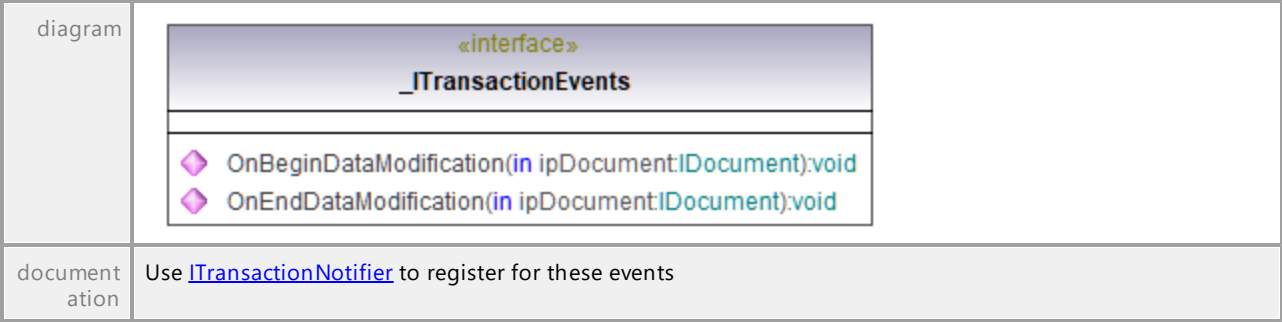 diagram
«interface»
_ITransactionEvents
OnBeginDataModification(in ipDocument:IDocument):void
OnEndDataModification(in ipDocument:IDocument):void
document
ation
Use ITransactionNotifier to register for these events